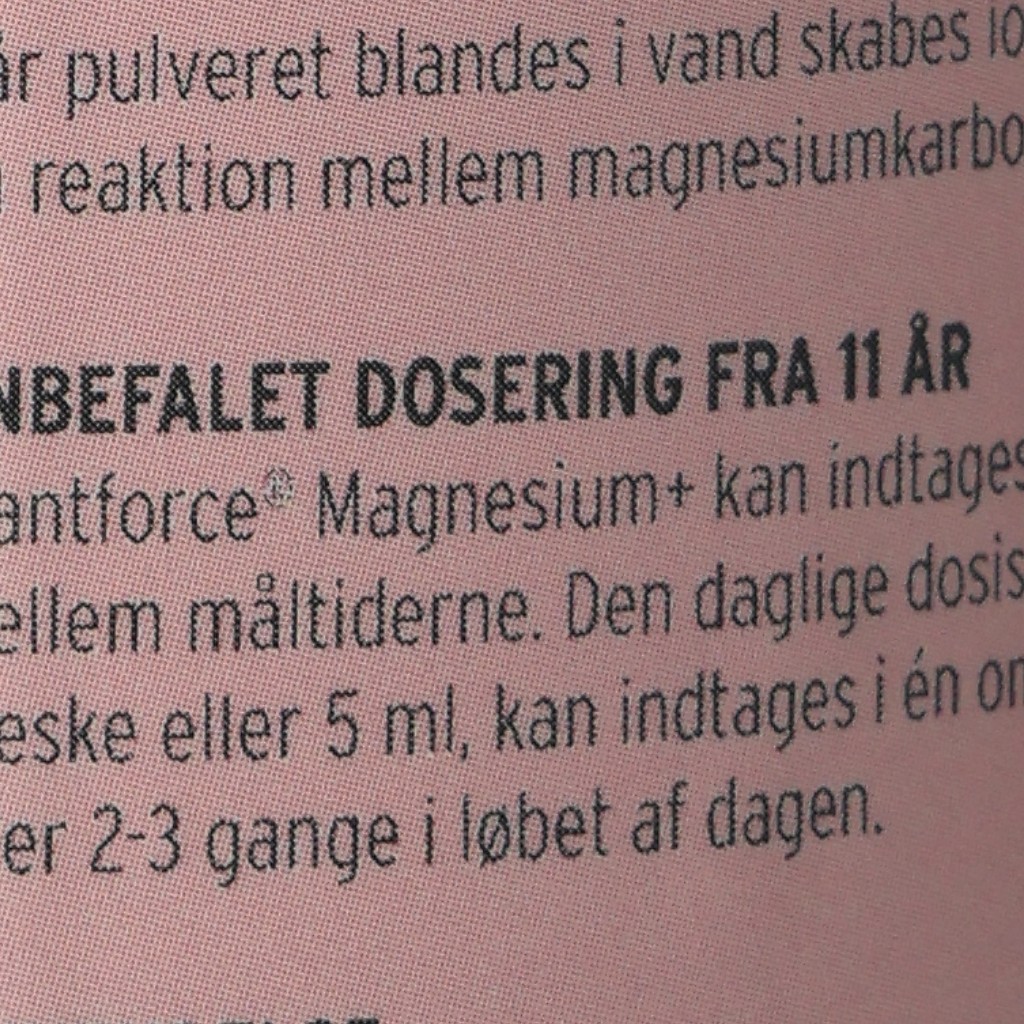 år pulveret blandes i vand skabes
reaktion mellem magnesiumkarbo
NBEFALET DOSERING FRA 11 ÅR
antforce® Magnesium+ kan indtages
ellem måltiderne. Den daglige dosis
eske eller 5 ml, kan indtages i én
er 2-3 gange i løbet af dagen.